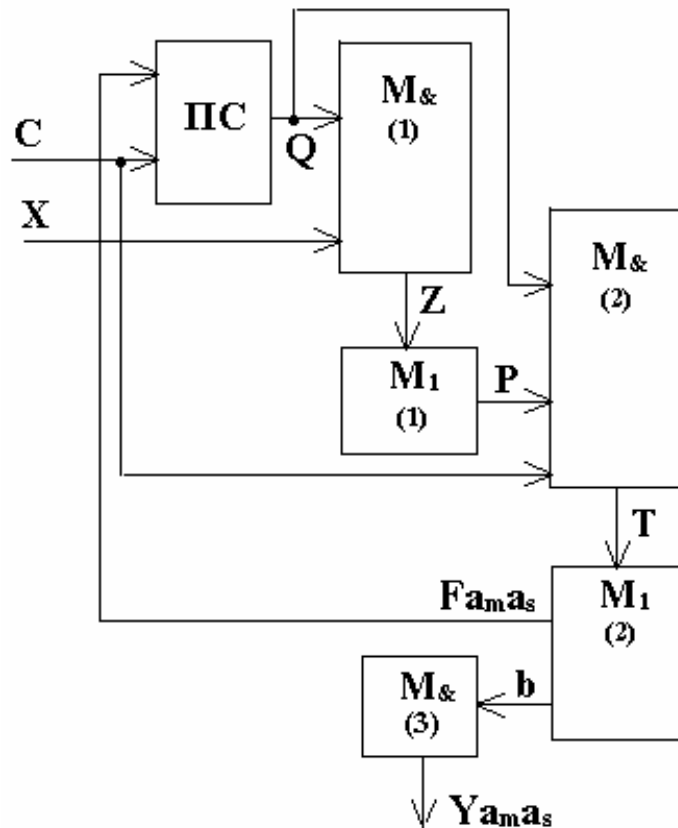 ПС
M&
(1)
C
Q
X
M&
(2)
Z
M₁
(1)
P
T
Faₘaₛ
M₁
(2)
M&
(3)
b
Yaₘaₛ